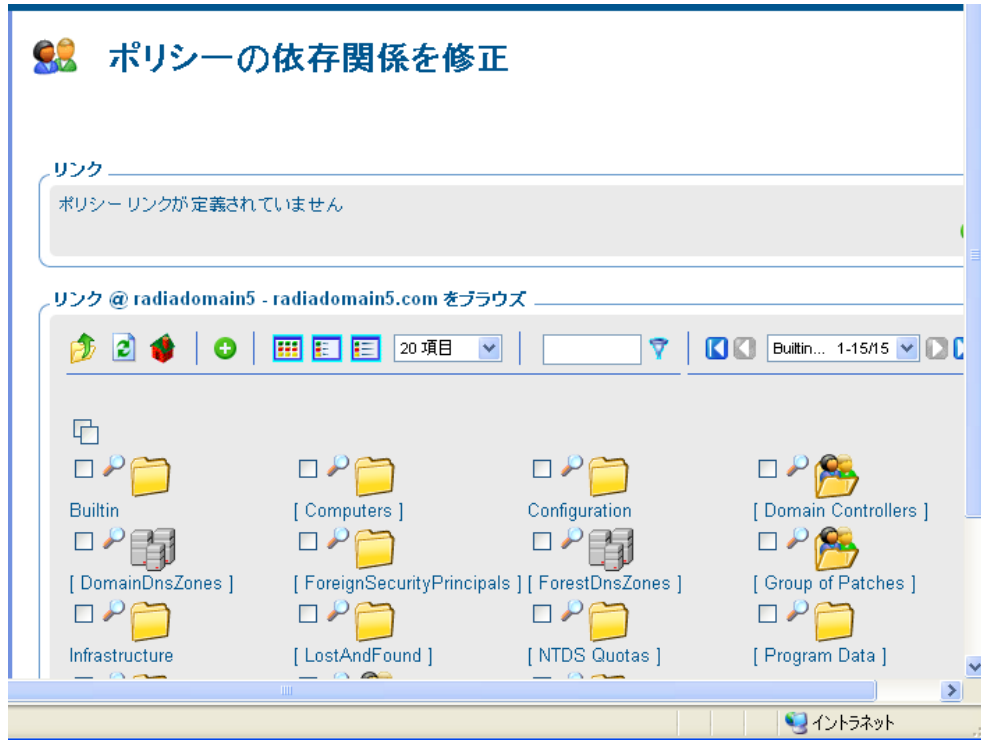 ポリシーの依存関係を修正
リンク
ポリシー リンクが定義されていません
リンク @ radiadomain5 - radiadomain5.com をブラウズ
20 項目
Builtin... 1-15/15
Builtin
[ Computers ]
Configuration
[ Domain Controllers ]
[ DomainDnsZones ]
[ ForeignSecurityPrincipals ]
[ ForestDnsZones ]
[ Group of Patches ]
Infrastructure
[ LostAndFound ]
[ NTDS Quotas ]
[ Program Data ]
イントラネット